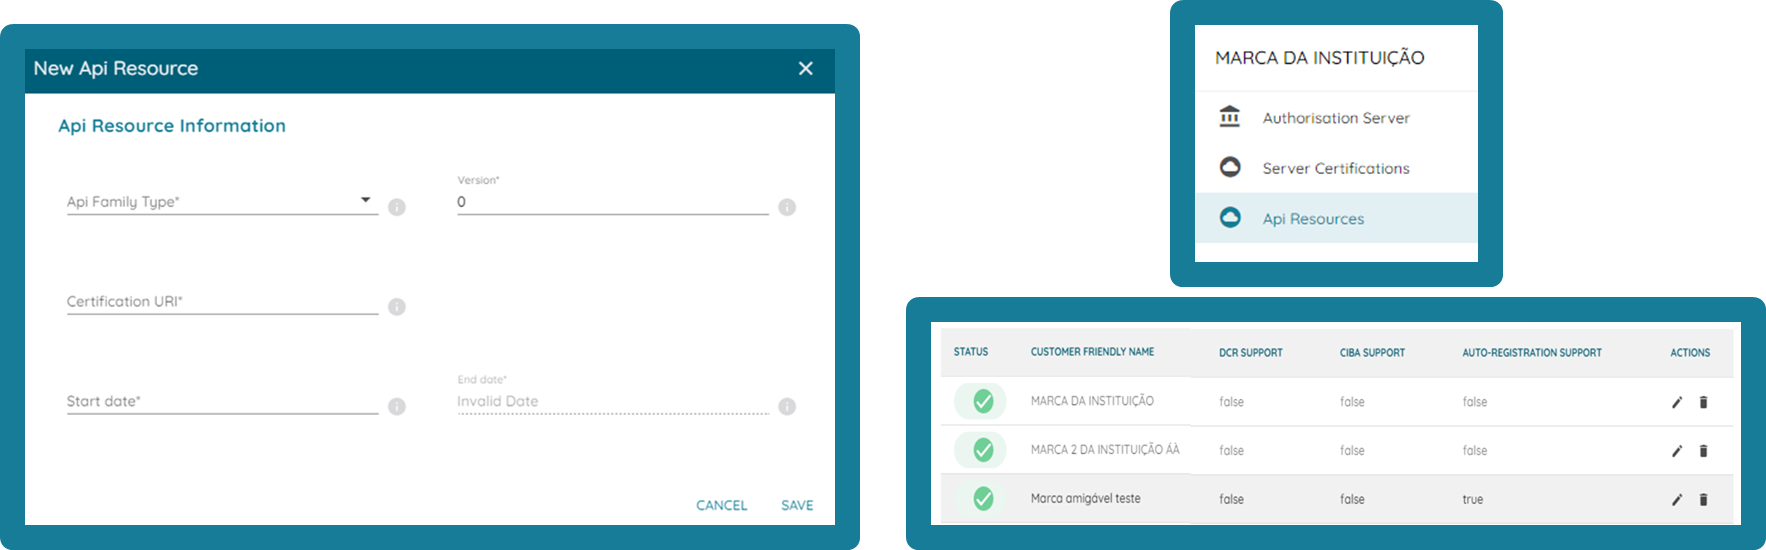 New Api Resource
Api Resource Information
Api Family Type*
Version*
0
Certification URI*
Start date*
End date*
Invalid Date
CANCEL SAVE
MARCA DA INSTITUIÇÃO
Authorisation Server
Server Certifications
Api Resources
STATUS CUSTOMER FRIENDLY NAME DCR SUPPORT CIBA SUPPORT AUTO-REGISTRATION SUPPORT ACTIONS
MARCA DA INSTITUIÇÃO false false false
MARCA 2 DA INSTITUIÇÃO ÁÀ false false false
Marca amigável teste false false true